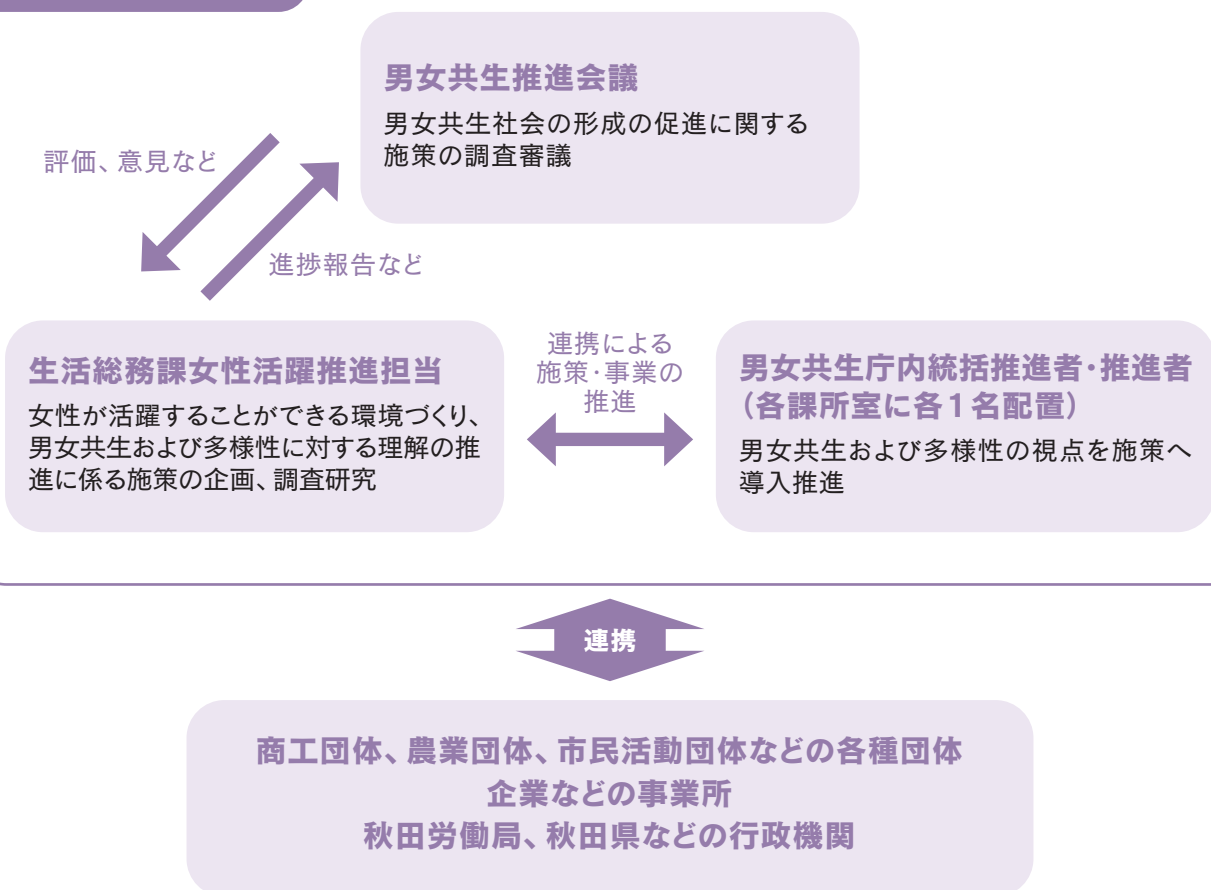 男女共生推進会議
男女共生社会の形成の促進に関する
施策の調査審議
評価、意見など
進捗報告など
生活総務課女性活躍推進担当
女性が活躍することができる環境づくり、
男女共生および多様性に対する理解の推
進に係る施策の企画、調査研究
連携による
施策・事業の
推進
男女共生庁内統括推進者・推進者
（各課所室に各1名配置）
男女共生および多様性の視点を施策へ
導入推進
連携
商工団体、農業団体、市民活動団体などの各種団体
企業などの事業所
秋田労働局、秋田県などの行政機関